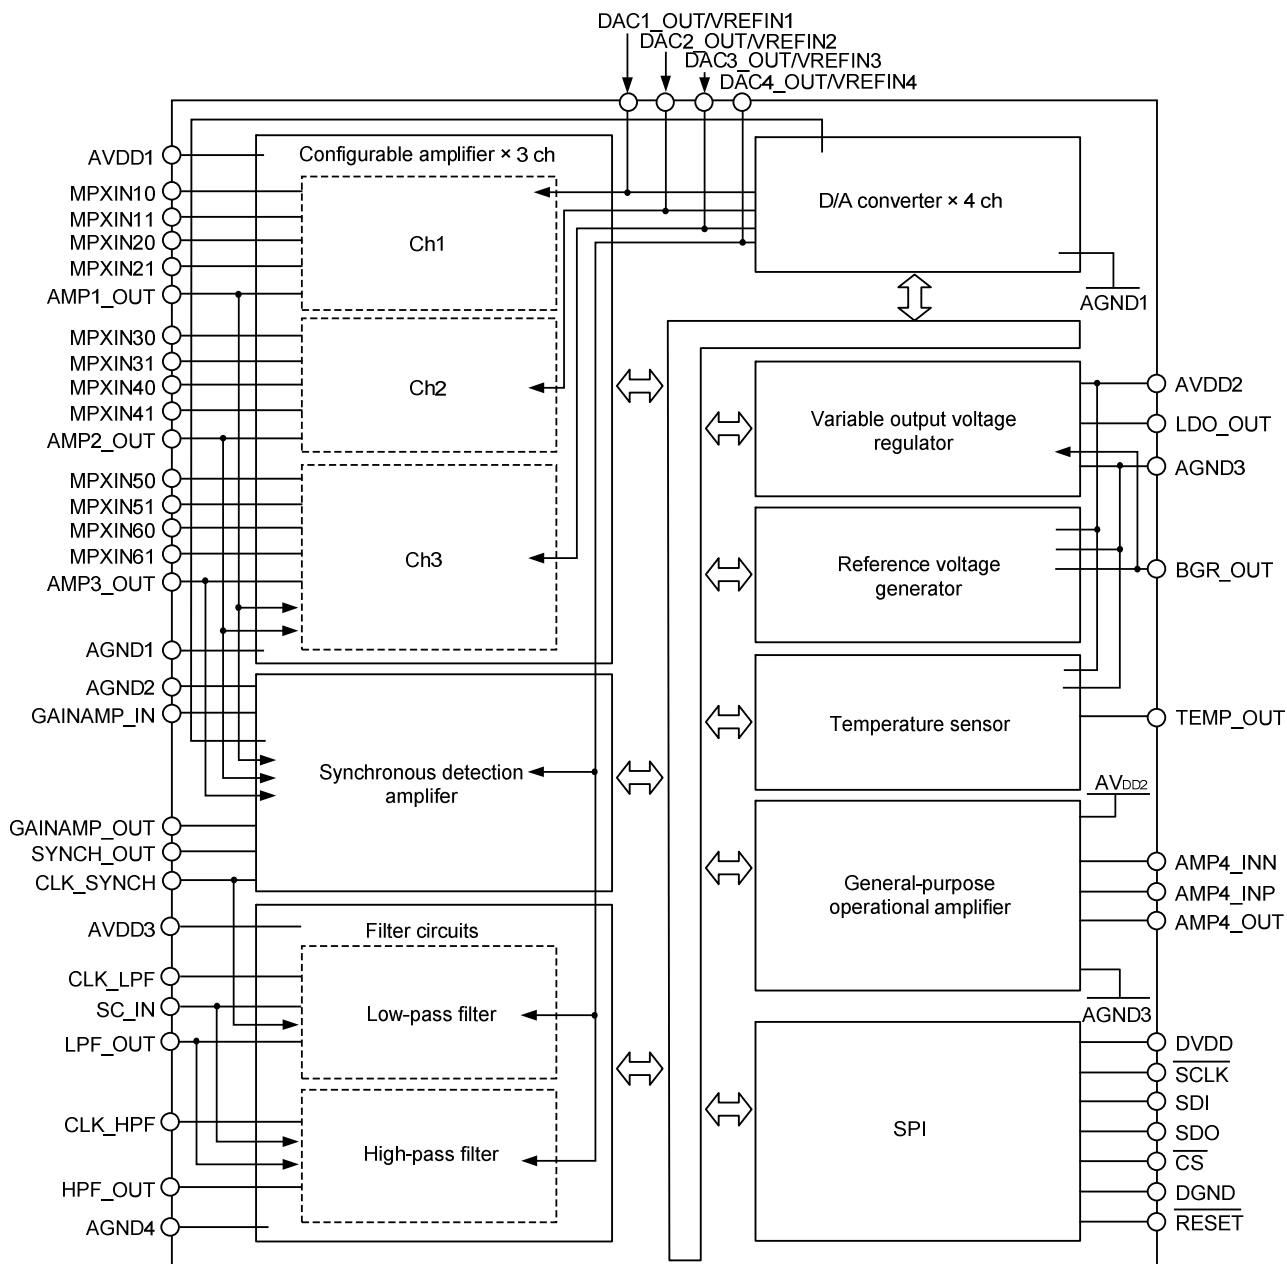 DAC1_OUT/VREFIN1
DAC2_OUT/VREFIN2
DAC3_OUT/VREFIN3
DAC4_OUT/VREFIN4
AVDD1
MPXIN10
MPXIN11
MPXIN20
MPXIN21
AMP1_OUT
MPXIN30
MPXIN31
MPXIN40
MPXIN41
AMP2_OUT
MPXIN50
MPXIN51
MPXIN60
MPXIN61
AMP3_OUT
AGND1
AGND2
GAINAMP_IN
GAINAMP_OUT
SYNCH_OUT
CLK_SYNCH
AVDD3
CLK_LPF
SC_IN
LPF_OUT
CLK_HPF
HPF_OUT
AGND4
Configurable amplifier × 3 ch
Ch1
Ch2
Ch3
Synchronous detection
amplifer
Filter circuits
Low-pass filter
High-pass filter
D/A converter × 4 ch
AGND1
Variable output voltage
regulator
Reference voltage
generator
Temperature sensor
AVDD2
General-purpose
operational amplifier
AGND3
SPI
AVDD2
LDO_OUT
AGND3
BGR_OUT
TEMP_OUT
AMP4_INN
AMP4_INP
AMP4_OUT
DVDD
SCLK
SDI
SDO
CS
DGND
RESET